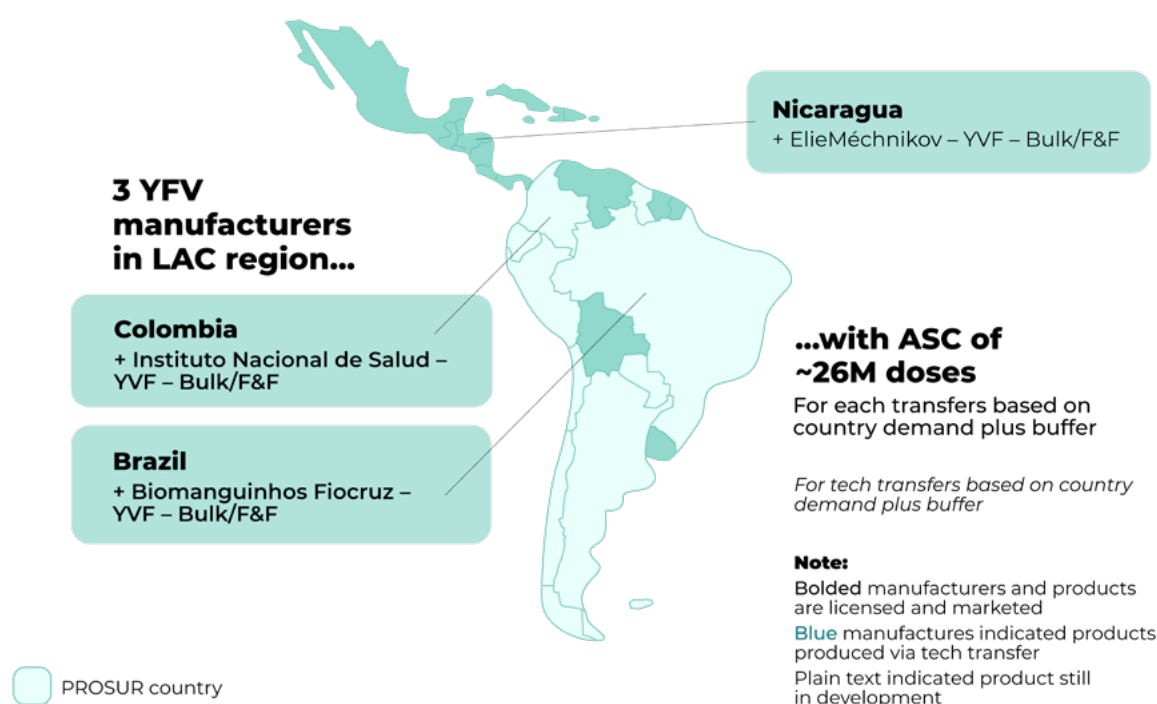 Nicaragua
+ ElieMéchnikov – YVF – Bulk/F&F
3 YFV
manufacturers
in LAC region...
Colombia
+ Instituto Nacional de Salud –
YVF – Bulk/F&F
Brazil
+ Biomanguinhos Fiocruz –
YVF – Bulk/F&F
...with ASC of
~26M doses
For each transfers based on
country demand plus buffer
For tech transfers based on country
demand plus buffer
Note:
Bolded manufacturers and products
are licensed and marketed
Blue manufactures indicated products
produced via tech transfer
Plain text indicated product still
in development
PROSUR country